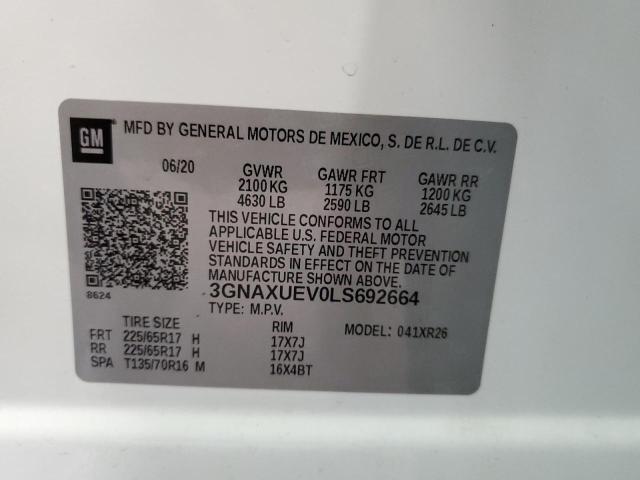 GM MFD BY GENERAL MOTORS DE MEXICO, S. DE R.L. DE C.V.
06/20 GVWR GAWR FRT GAWR RR
2100 KG 1175 KG 1200 KG
4630 LB 2590 LB 2645 LB
THIS VEHICLE CONFORMS TO ALL
APPLICABLE U.S. FEDERAL MOTOR
VEHICLE SAFETY AND THEFT PREVENTION
STANDARDS IN EFFECT ON THE DATE OF
MANUFACTURE SHOWN ABOVE.
8624 3GNAXUEV0LS692664
TYPE: M.P.V.
TIRE SIZE RIM MODEL: 041XR26
FRT 225/65R17 H 17X7J
RR 225/65R17 H 17X7J
SPA T135/70R16 M 16X4BT